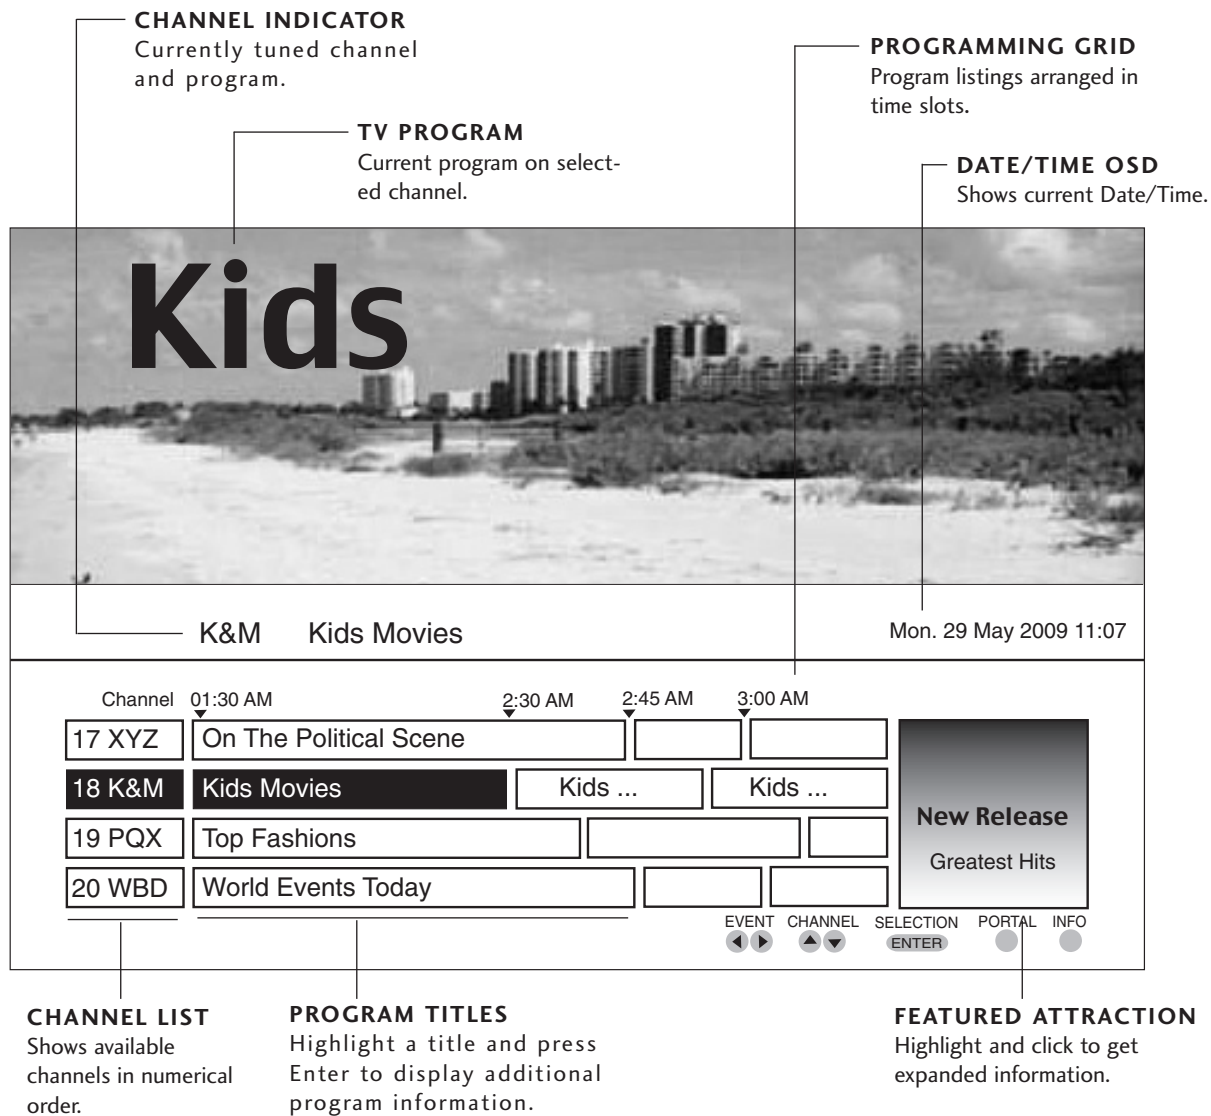 CHANNEL INDICATOR
Currently tuned channel
and program.
PROGRAMMING GRID
Program listings arranged in
time slots.
TV PROGRAM
Current program on select-
ed channel.
DATE/TIME OSD
Shows current Date/Time.
Kids
K&M Kids Movies
Mon. 29 May 2009 11:07
Channel 01:30 AM 2:30 AM 2:45 AM 3:00 AM
17 XYZ On The Political Scene
18 K&M Kids Movies Kids ... Kids ...
19 PQX Top Fashions
20 WBD World Events Today
New Release
Greatest Hits
EVENT CHANNEL SELECTION PORTAL INFO
ENTER
CHANNEL LIST
Shows available
channels in numerical
order.
PROGRAM TITLES
Highlight a title and press
Enter to display additional
program information.
FEATURED ATTRACTION
Highlight and click to get
expanded information.